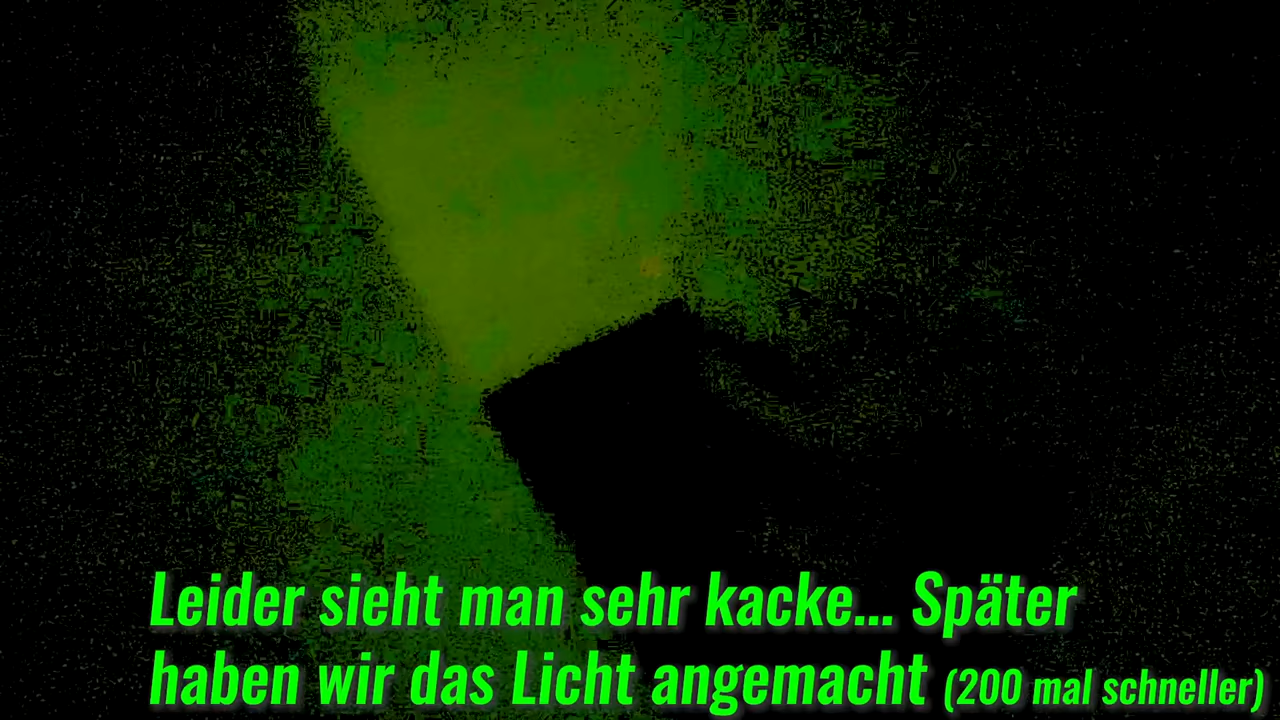 Leider sieht man sehr kacke... Später
haben wir das Licht angemacht (200 mal schneller)